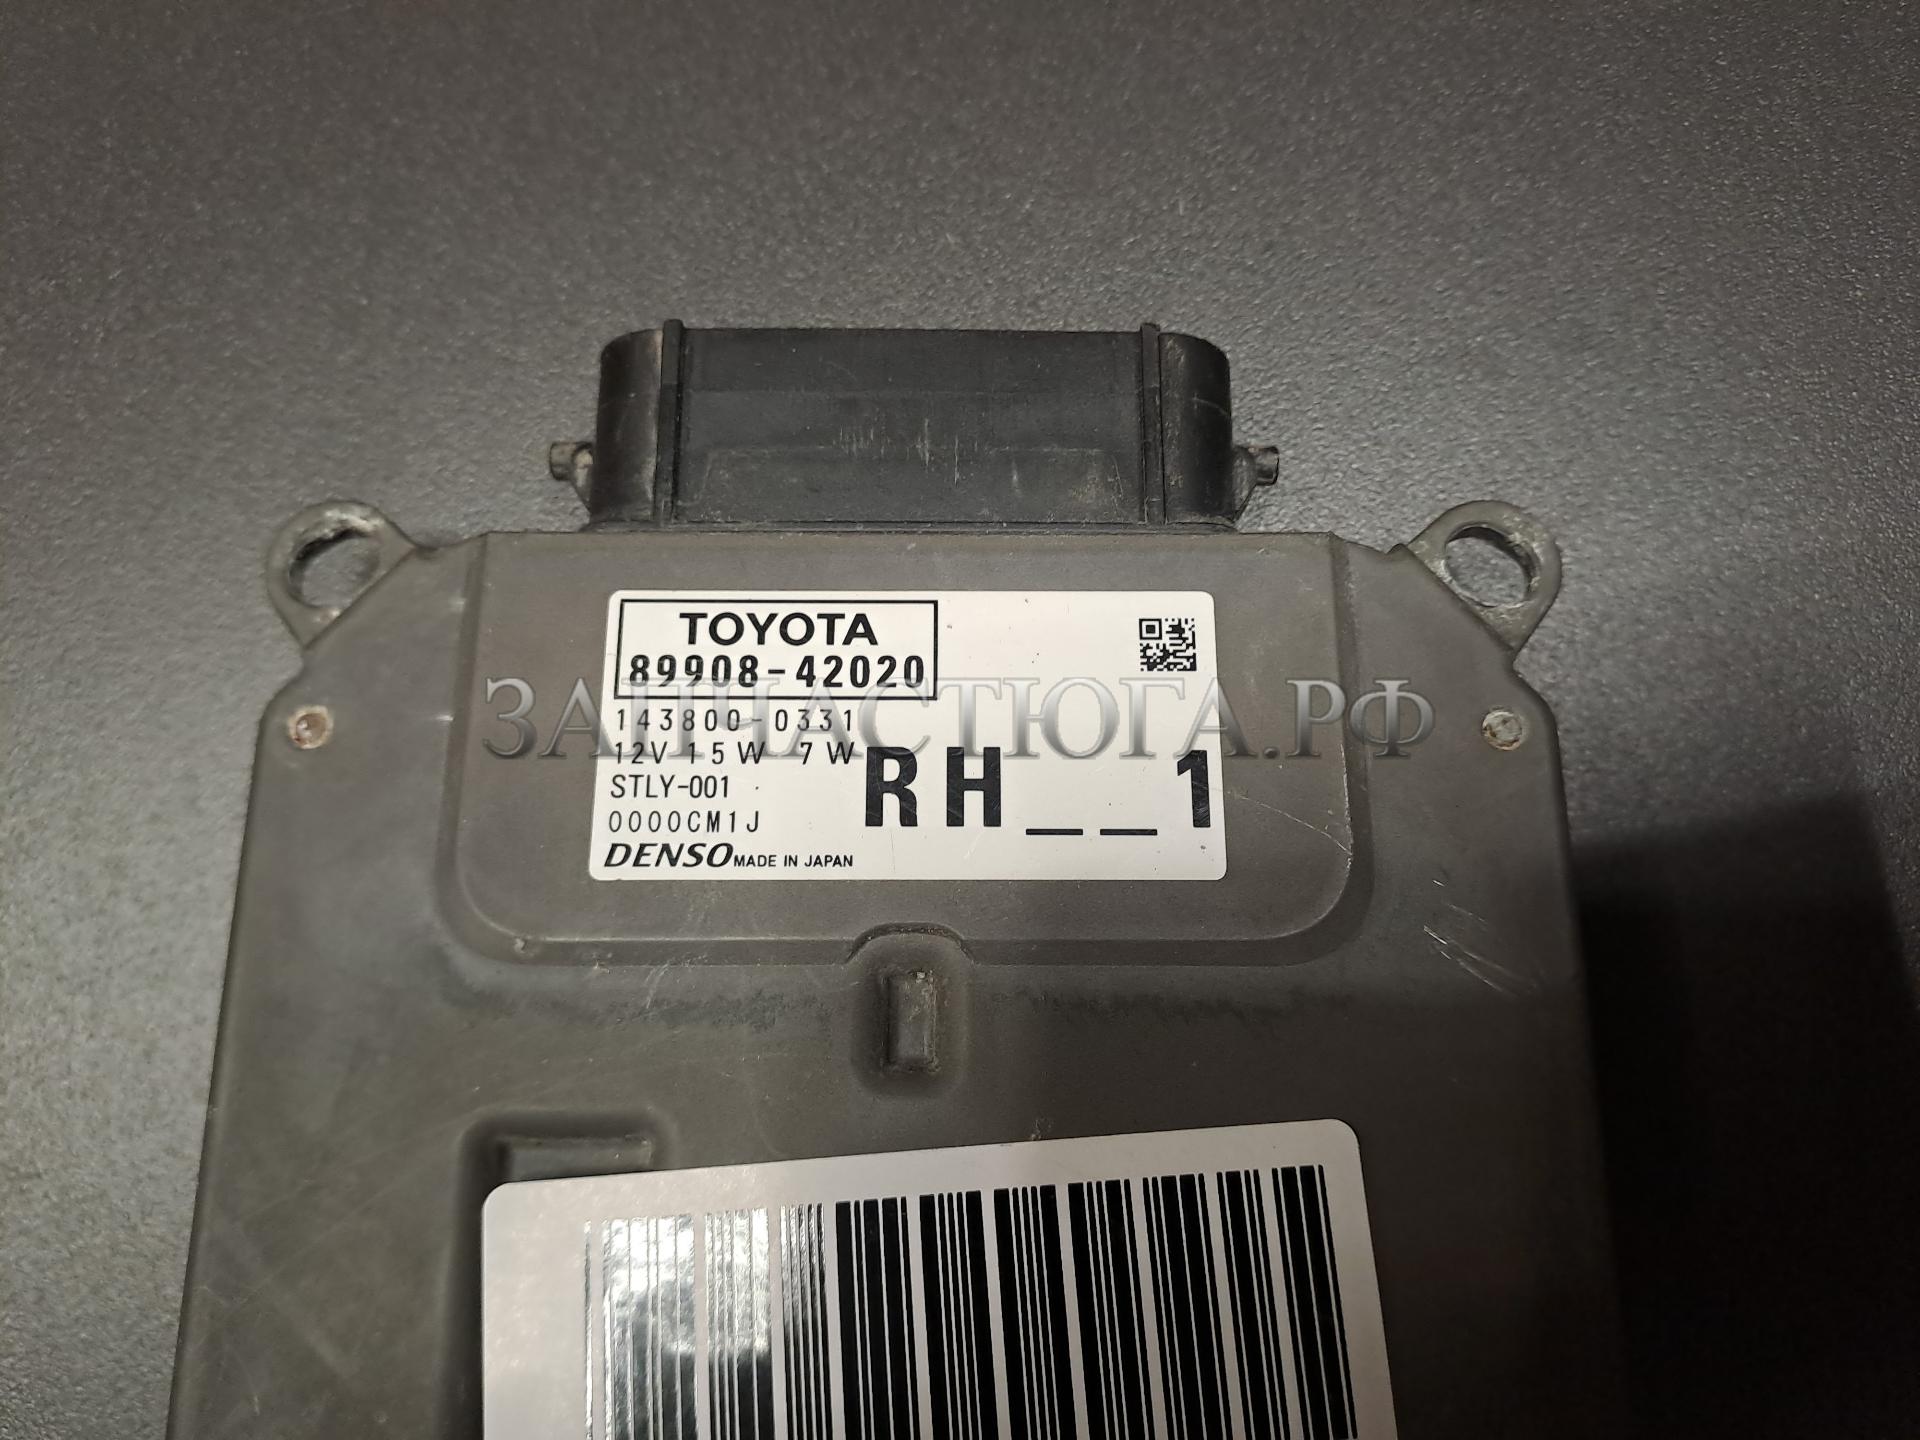 TOYOTA
89908-42020
ЗАПЧАСТЮГА.РФ
143800-0331
12V 15W 7W
STLY-001
RH__1
0000CM1J
DENSO MADE IN JAPAN